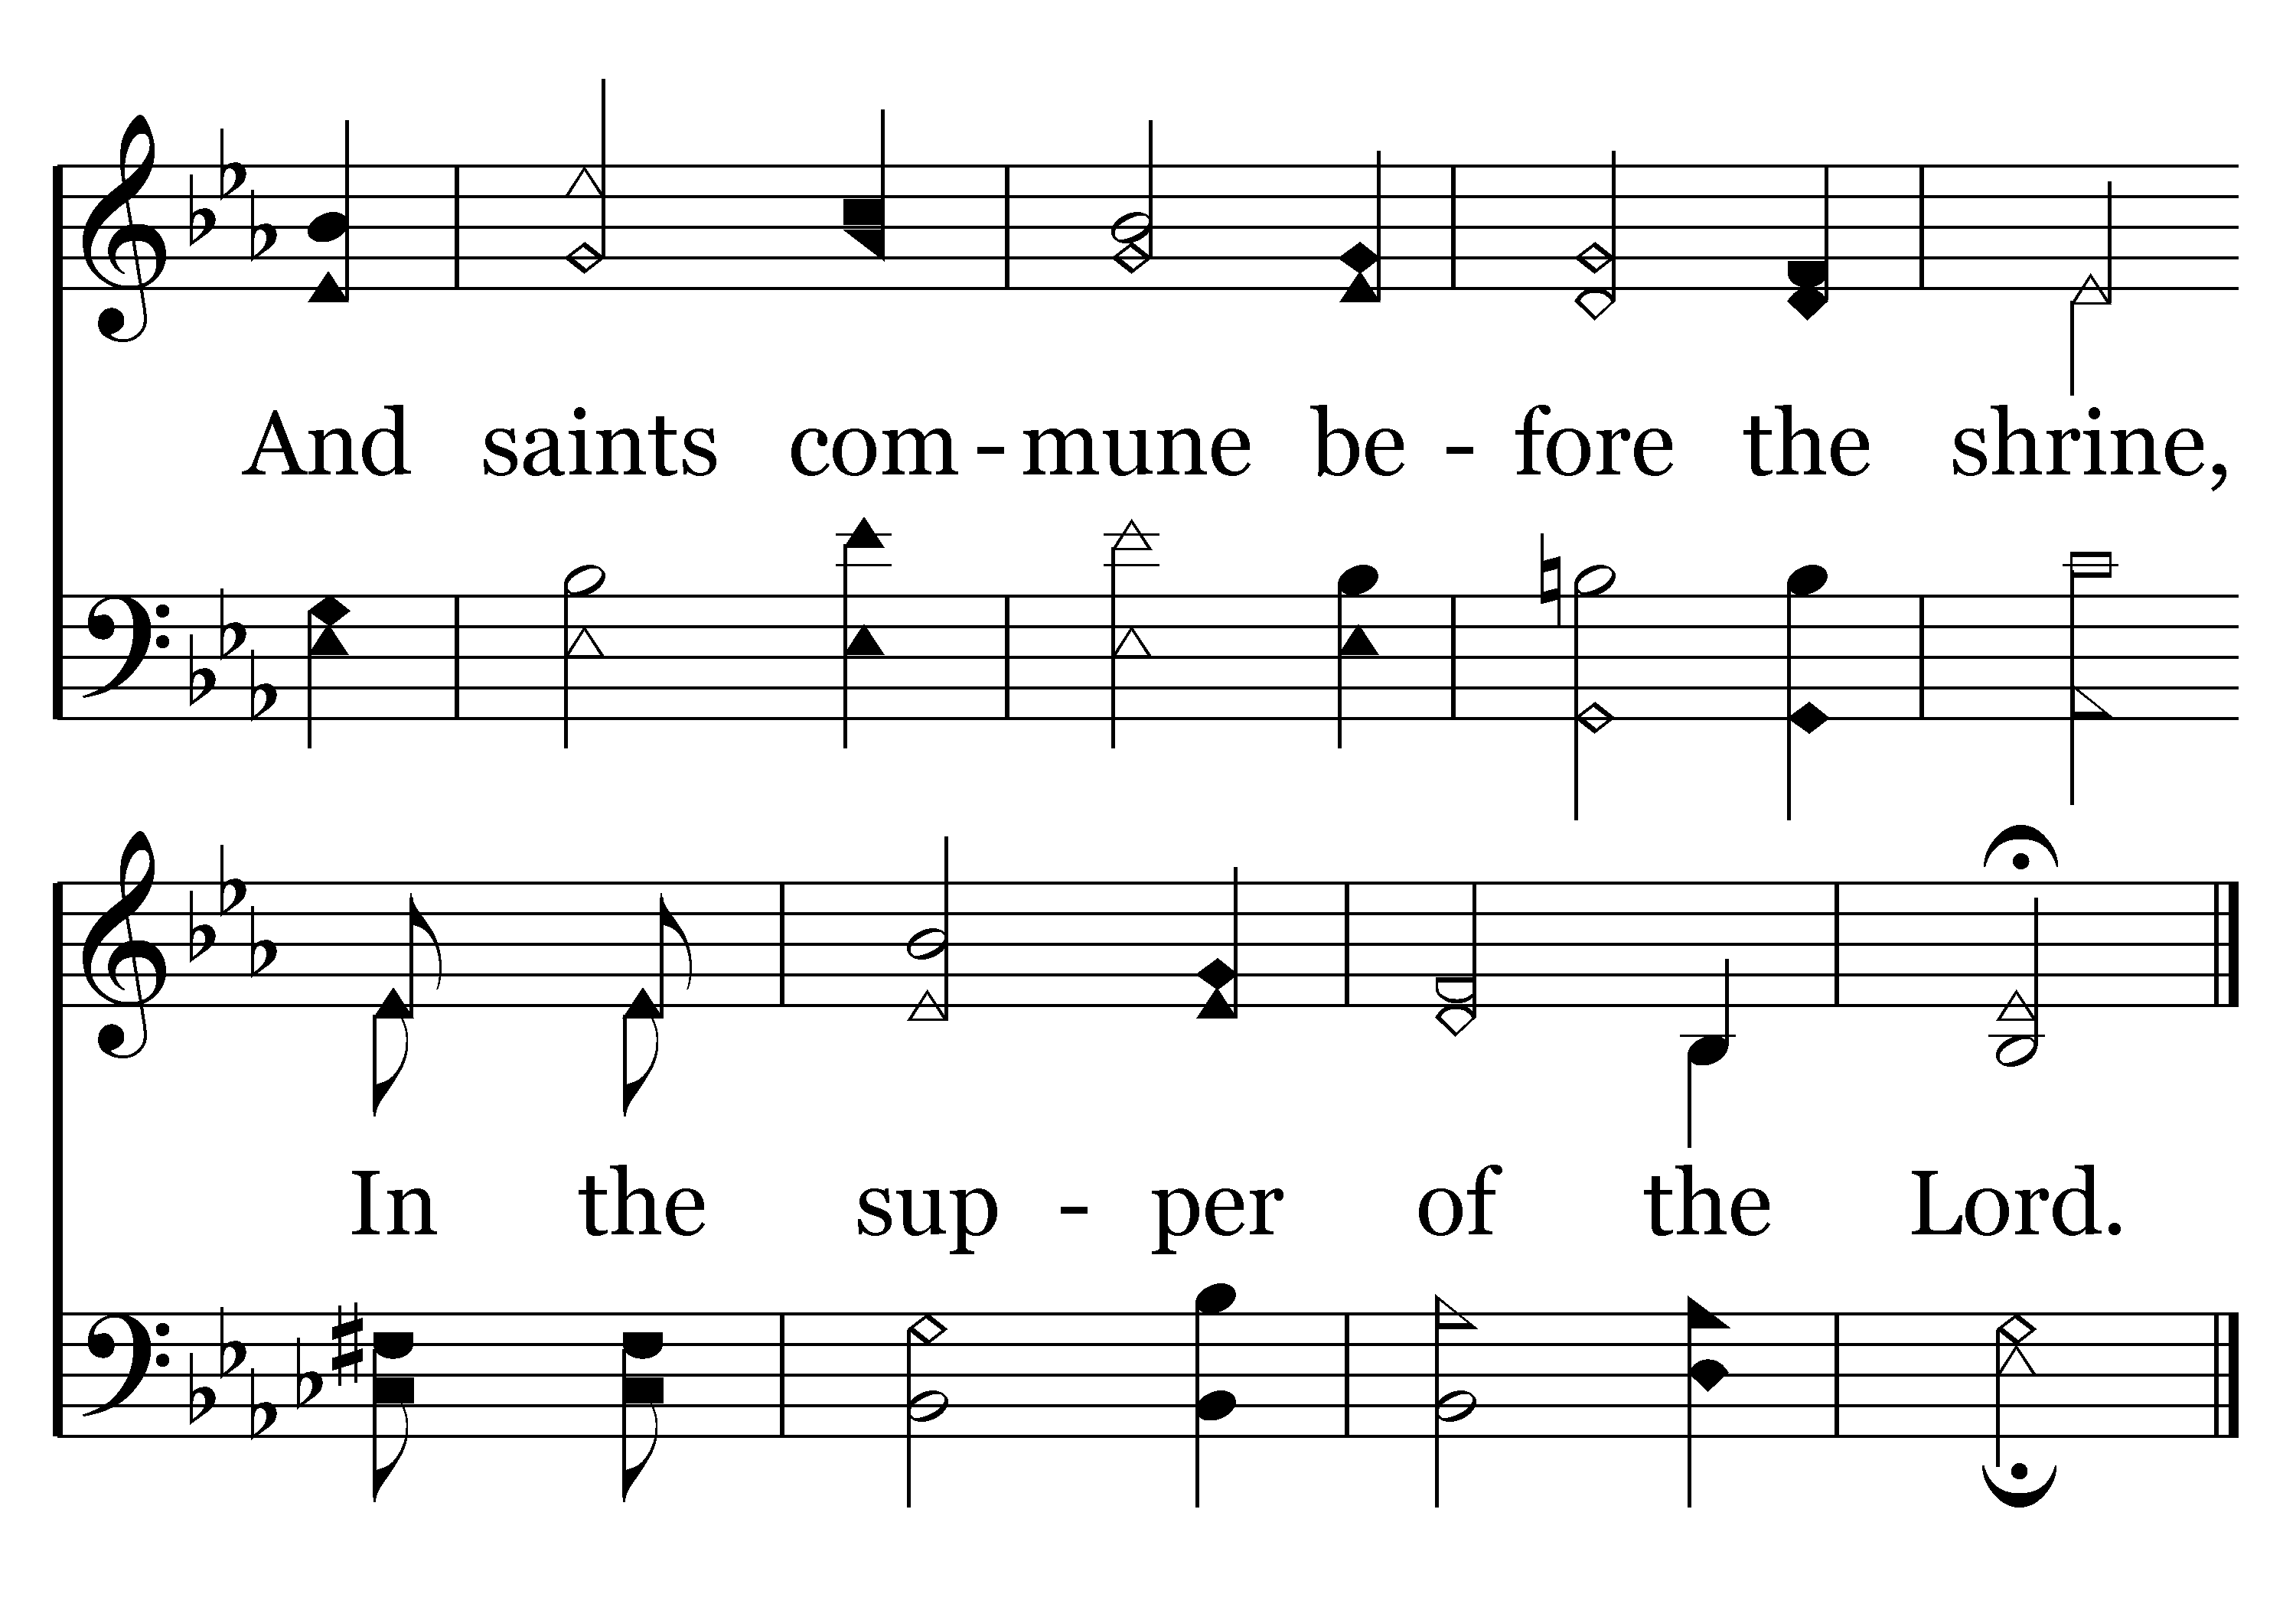 And saints com - mune be - fore the shrine,
In the sup - per of the Lord.